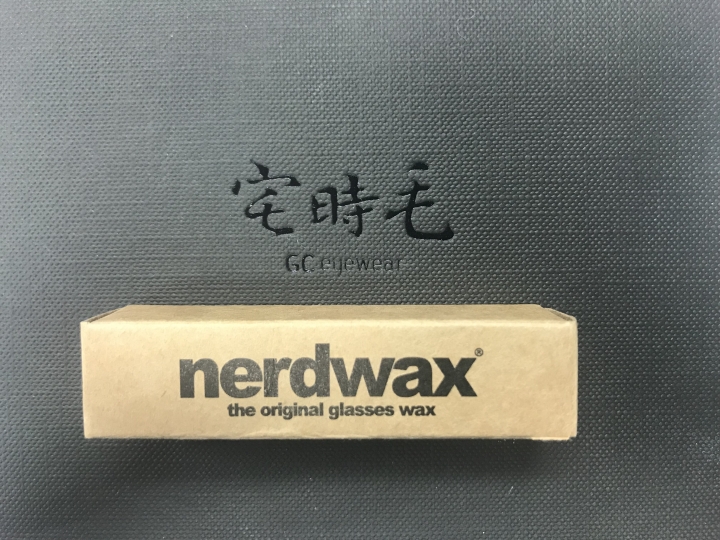 宅時毛
GC eyewear
nerdwax®
the original glasses wax